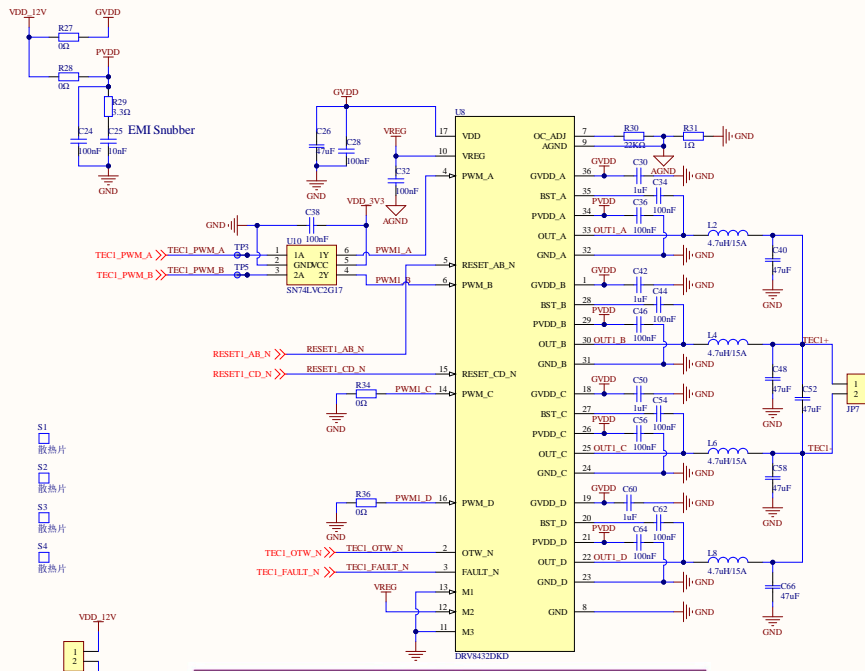 VDD_12V
GVDD
R27
0Ω
PVDD
R28
0Ω
R29
3.3Ω
C24
100nF
C25
10nF
EMI Snubber
GND
GVDD
C26
47uF
C28
100nF
GND
VREG
C32
100nF
AGND
VDD_3V3
C38
100nF
GND
U10
TEC1_PWM_A
TEC1_PWM_A
TP3
1
1A
1Y
6
PWM1_A
2
GND
VCC
5
TEC1_PWM_B
TEC1_PWM_B
TP5
3
2A
2Y
4
PWM1_B
SN74LVC2G17
RESET1_AB_N
RESET1_AB_N
RESET1_CD_N
RESET1_CD_N
R34
0Ω
PWM1_C
GND
R36
0Ω
PWM1_D
GND
TEC1_OTW_N
TEC1_OTW_N
TEC1_FAULT_N
TEC1_FAULT_N
VREG
S1
散热片
S2
散热片
S3
散热片
S4
散热片
VDD_12V
1
2
U8
17
VDD
10
VREG
4
PWM_A
5
RESET_AB_N
6
PWM_B
15
RESET_CD_N
14
PWM_C
16
PWM_D
2
OTW_N
3
FAULT_N
13
M1
12
M2
11
M3
DRV8432DKD
OC_ADJ
7
R30
22KΩ
R31
1Ω
GND
AGND
9
AGND
GVDD_A
36
GVDD
C30
1uF
GND
BST_A
35
C34
100nF
PVDD_A
34
PVDD
C36
100nF
OUT_A
33
OUT1_A
L2
4.7uH/15A
GND_A
32
GND
C40
47uF
GND
GVDD_B
1
GVDD
C42
1uF
GND
BST_B
28
C44
100nF
PVDD_B
29
PVDD
C46
100nF
OUT_B
30
OUT1_B
L4
4.7uH/15A
TEC1+
GND_B
31
GND
C48
47uF
GND
C52
47uF
1
2
JP7
GVDD_C
18
GVDD
C50
1uF
GND
BST_C
27
C54
100nF
PVDD_C
26
PVDD
C56
100nF
OUT_C
25
OUT1_C
L6
4.7uH/15A
TEC1-
GND_C
24
GND
C58
47uF
GND
GVDD_D
19
GVDD
C60
1uF
GND
BST_D
20
C62
100nF
PVDD_D
21
PVDD
C64
100nF
OUT_D
22
OUT1_D
L8
4.7uH/15A
GND_D
23
GND
C66
47uF
GND
GND
8
GND